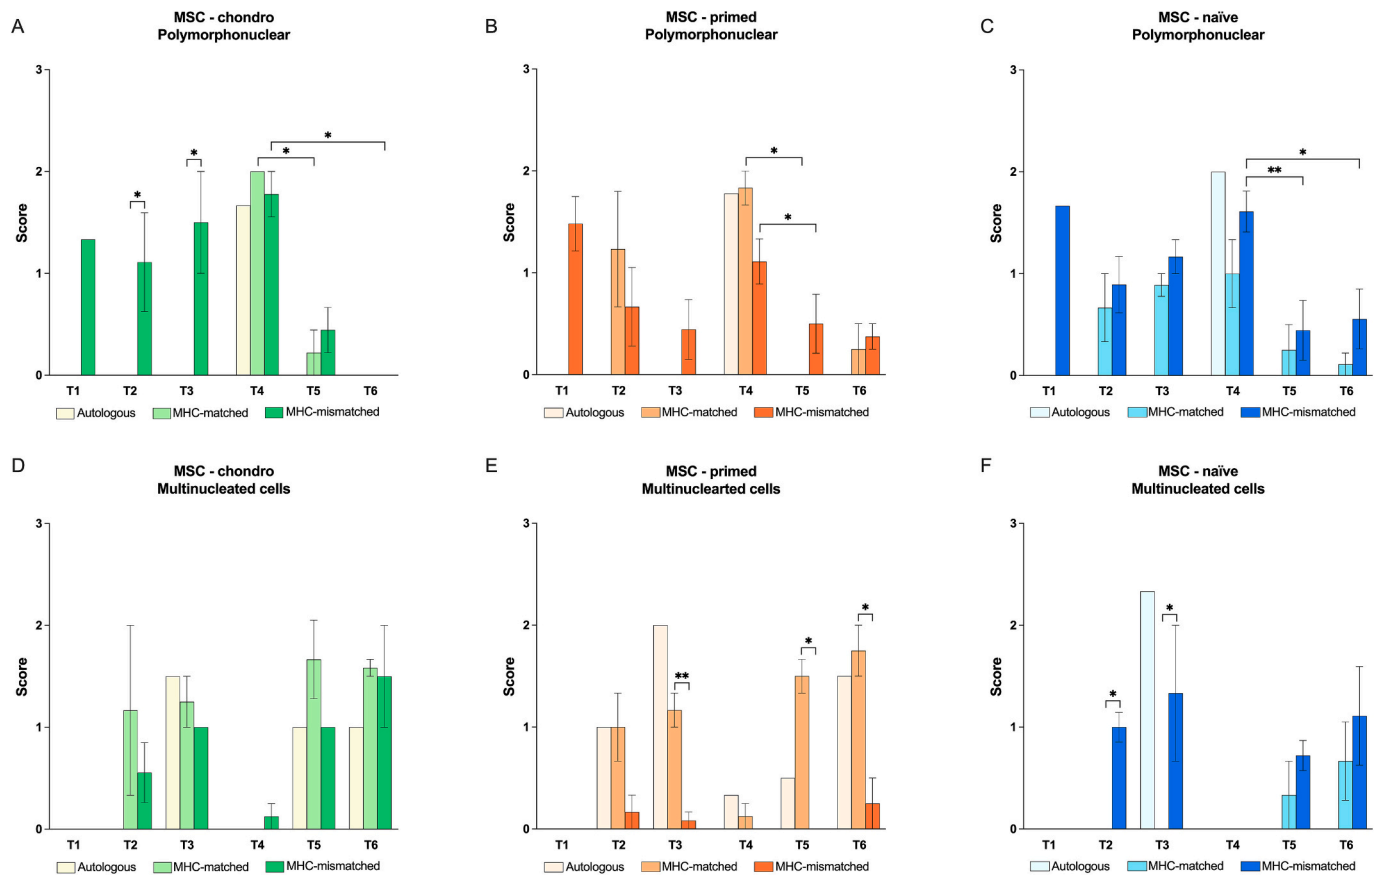 A
MSC - chondro
Polymorphonuclear
Score
3
2
1
0
* * * *
T1 T2 T3 T4 T5 T6
Autologous MHC-matched MHC-mismatched
B
MSC - primed
Polymorphonuclear
Score
3
2
1
0
* *
T1 T2 T3 T4 T5 T6
Autologous MHC-matched MHC-mismatched
C
MSC - naïve
Polymorphonuclear
Score
3
2
1
0
* **
T1 T2 T3 T4 T5 T6
Autologous MHC-matched MHC-mismatched
D
MSC - chondro
Multinucleated cells
Score
3
2
1
0
T1 T2 T3 T4 T5 T6
Autologous MHC-matched MHC-mismatched
E
MSC - primed
Multinuclearted cells
Score
3
2
1
0
** * *
T1 T2 T3 T4 T5 T6
Autologous MHC-matched MHC-mismatched
F
MSC - naïve
Multinucleated cells
Score
3
2
1
0
* *
T1 T2 T3 T4 T5 T6
Autologous MHC-matched MHC-mismatched